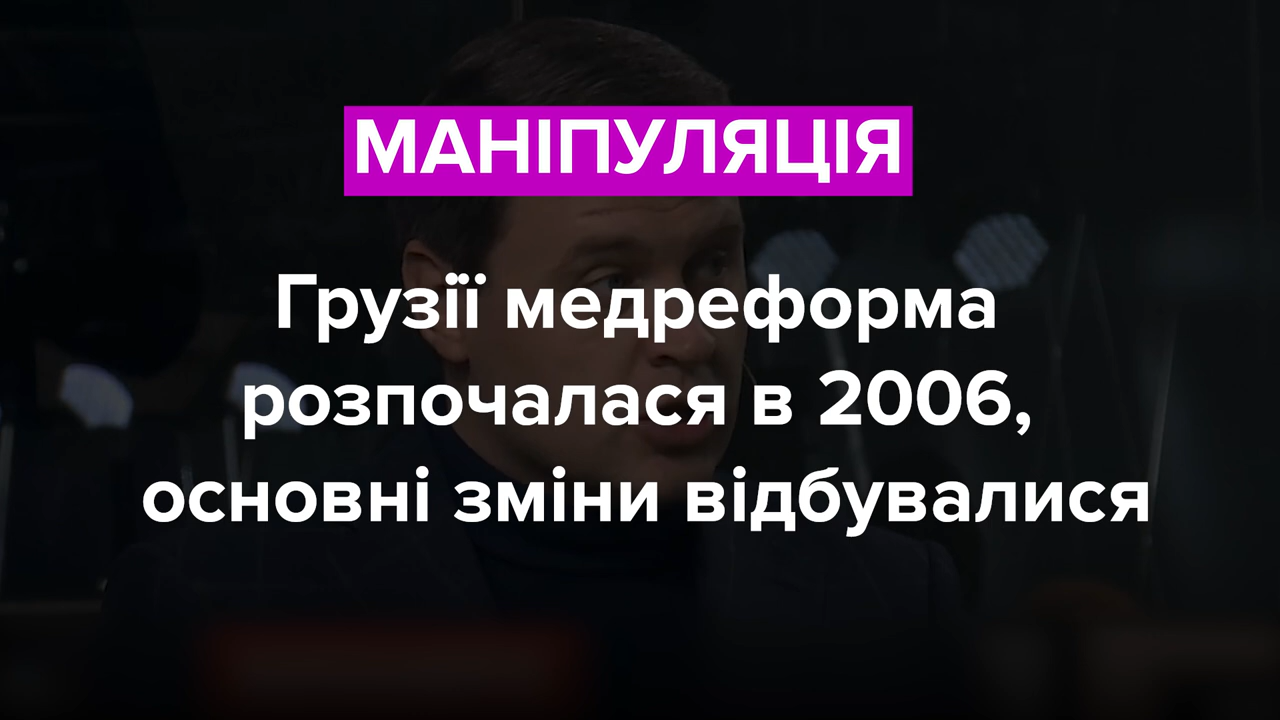 МАНІПУЛЯЦІЯ
Грузії медреформа
розпочалася в 2006,
основні зміни відбувалися